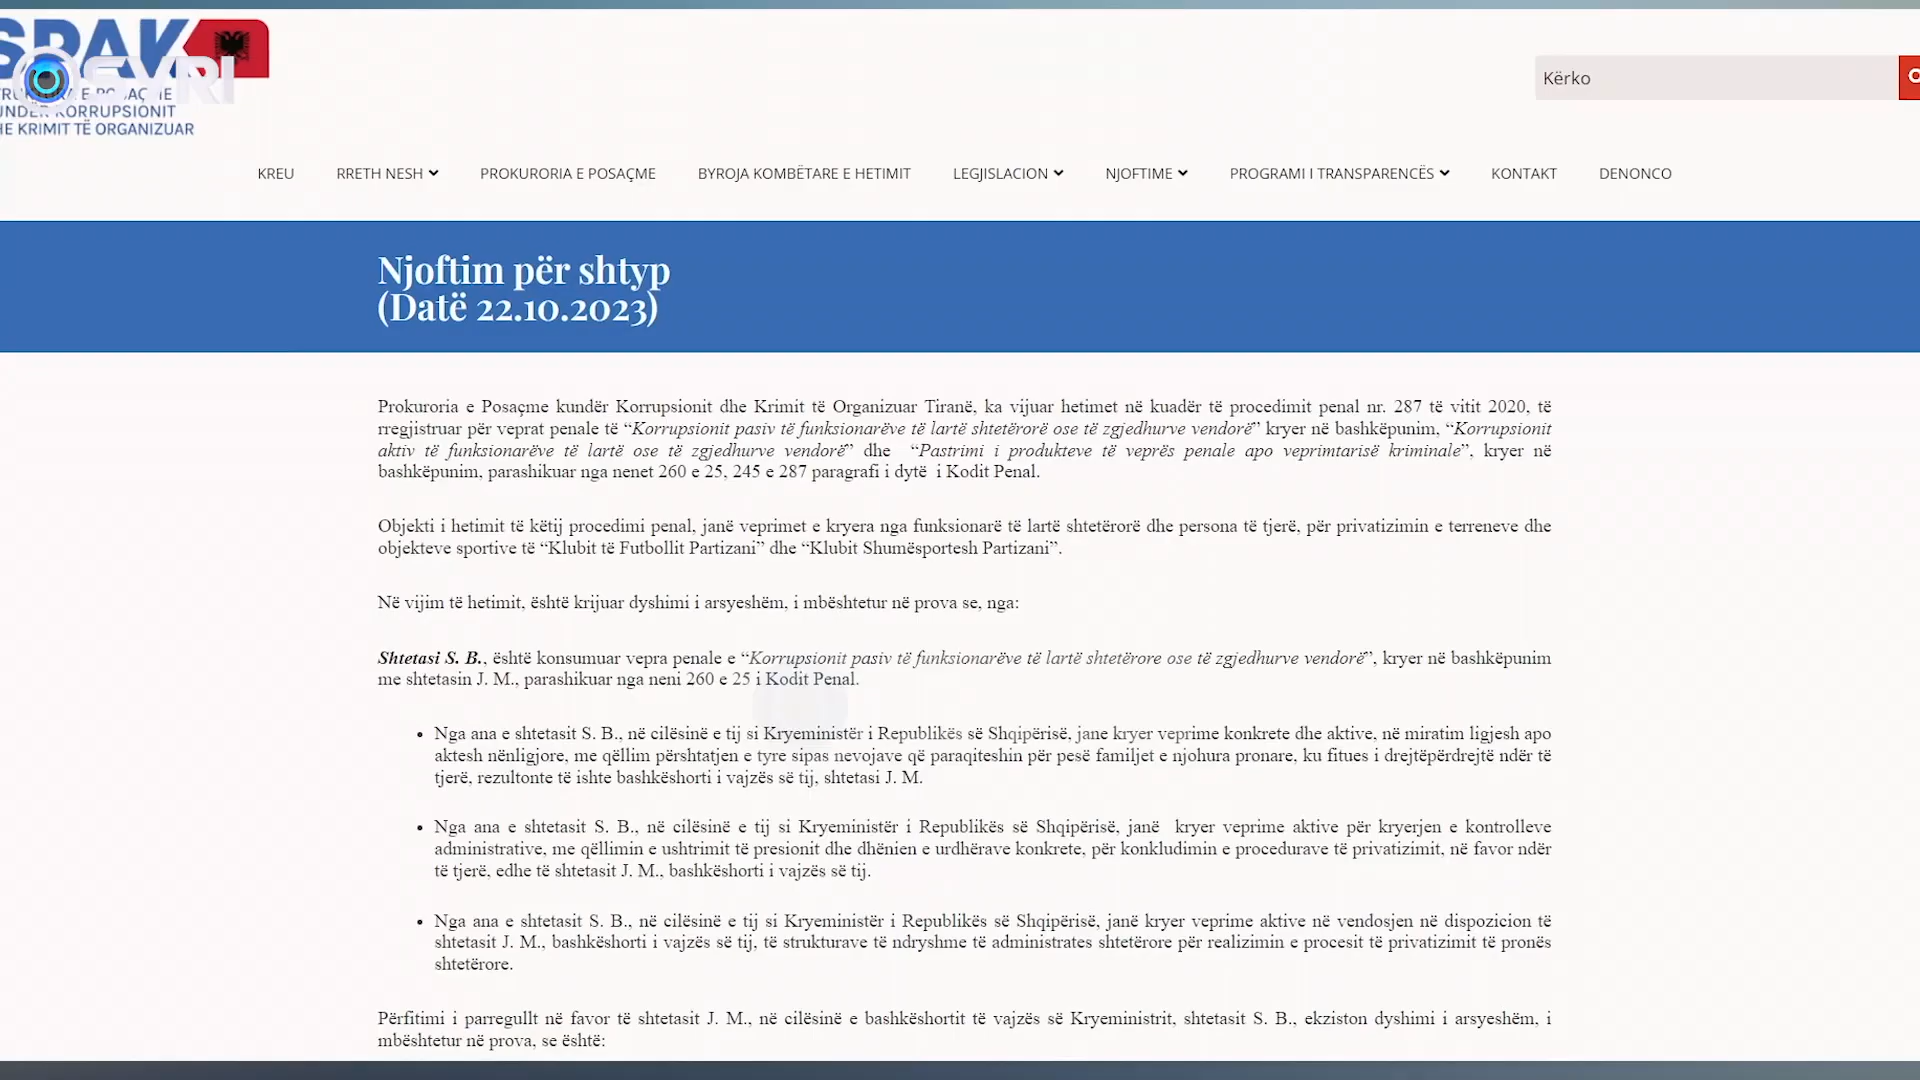 SPAK
SYRI
STRUKTURA E POSAÇME
KUNDËR KORRUPSIONIT
DHE KRIMIT TË ORGANIZUAR
Kërko
KREU RRETH NESH PROKURORIA E POSAÇME BYROJA KOMBËTARE E HETIMIT LEGJISLACION NJOFTIME PROGRAMI I TRANSPARENCËS KONTAKT DENONCO
Njoftim për shtyp
(Datë 22.10.2023)
Prokuroria e Posaçme kundër Korrupsionit dhe Krimit të Organizuar Tiranë, ka vijuar hetimet në kuadër të procedimit penal nr. 287 të vitit 2020, të
rregjistruar për veprat penale të “Korrupsionit pasiv të funksionarëve të lartë shtetërorë ose të zgjedhurve vendorë” kryer në bashkëpunim, “Korrupsionit
aktiv të funksionarëve të lartë ose të zgjedhurve vendorë” dhe “Pastrimi i produkteve të veprës penale apo veprimtarisë kriminale”, kryer në
bashkëpunim, parashikuar nga nenet 260 e 25, 245 e 287 paragrafi i dytë i Kodit Penal.
Objekti i hetimit të këtij procedimi penal, janë veprimet e kryera nga funksionarë të lartë shtetërorë dhe persona të tjerë, për privatizimin e terreneve dhe
objekteve sportive të “Klubit të Futbollit Partizani” dhe “Klubit Shumësportesh Partizani”.
Në vijim të hetimit, është krijuar dyshimi i arsyeshëm, i mbështetur në prova se, nga:
Shtetasi S. B., është konsumuar vepra penale e “Korrupsionit pasiv të funksionarëve të lartë shtetërore ose të zgjedhurve vendorë”, kryer në bashkëpunim
me shtetasin J. M., parashikuar nga neni 260 e 25 i Kodit Penal.
• Nga ana e shtetasit S. B., në cilësinë e tij si Kryeministër i Republikës së Shqipërisë, jane kryer veprime konkrete dhe aktive, në miratim ligjesh apo
aktesh nënligjore, me qëllim përshtatjen e tyre sipas nevojave që paraqiteshin për pesë familjet e njohura pronare, ku fitues i drejtëpërdrejtë ndër të
tjerë, rezultonte të ishte bashkëshorti i vajzës së tij, shtetasi J. M.
• Nga ana e shtetasit S. B., në cilësinë e tij si Kryeministër i Republikës së Shqipërisë, janë kryer veprime aktive për kryerjen e kontrolleve
administrative, me qëllimin e ushtrimit të presionit dhe dhënien e urdhërave konkrete, për konkludimin e procedurave të privatizimit, në favor ndër
të tjerë, edhe të shtetasit J. M., bashkëshorti i vajzës së tij.
• Nga ana e shtetasit S. B., në cilësinë e tij si Kryeministër i Republikës së Shqipërisë, janë kryer veprime aktive në vendosjen në dispozicion të
shtetasit J. M., bashkëshorti i vajzës së tij, të strukturave të ndryshme të administrates shtetërore për realizimin e procesit të privatizimit të pronës
shtetërore.
Përfitimi i parregullt në favor të shtetasit J. M., në cilësinë e bashkëshortit të vajzës së Kryeministrit, shtetasit S. B., ekziston dyshimi i arsyeshëm, i
mbështetur në prova, se është: